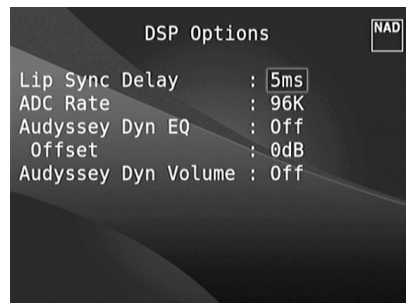 DSP Options
NAD
Lip Sync Delay : 5ms
ADC Rate : 96K
Audyssey Dyn EQ : Off
Offset : 0dB
Audyssey Dyn Volume : Off